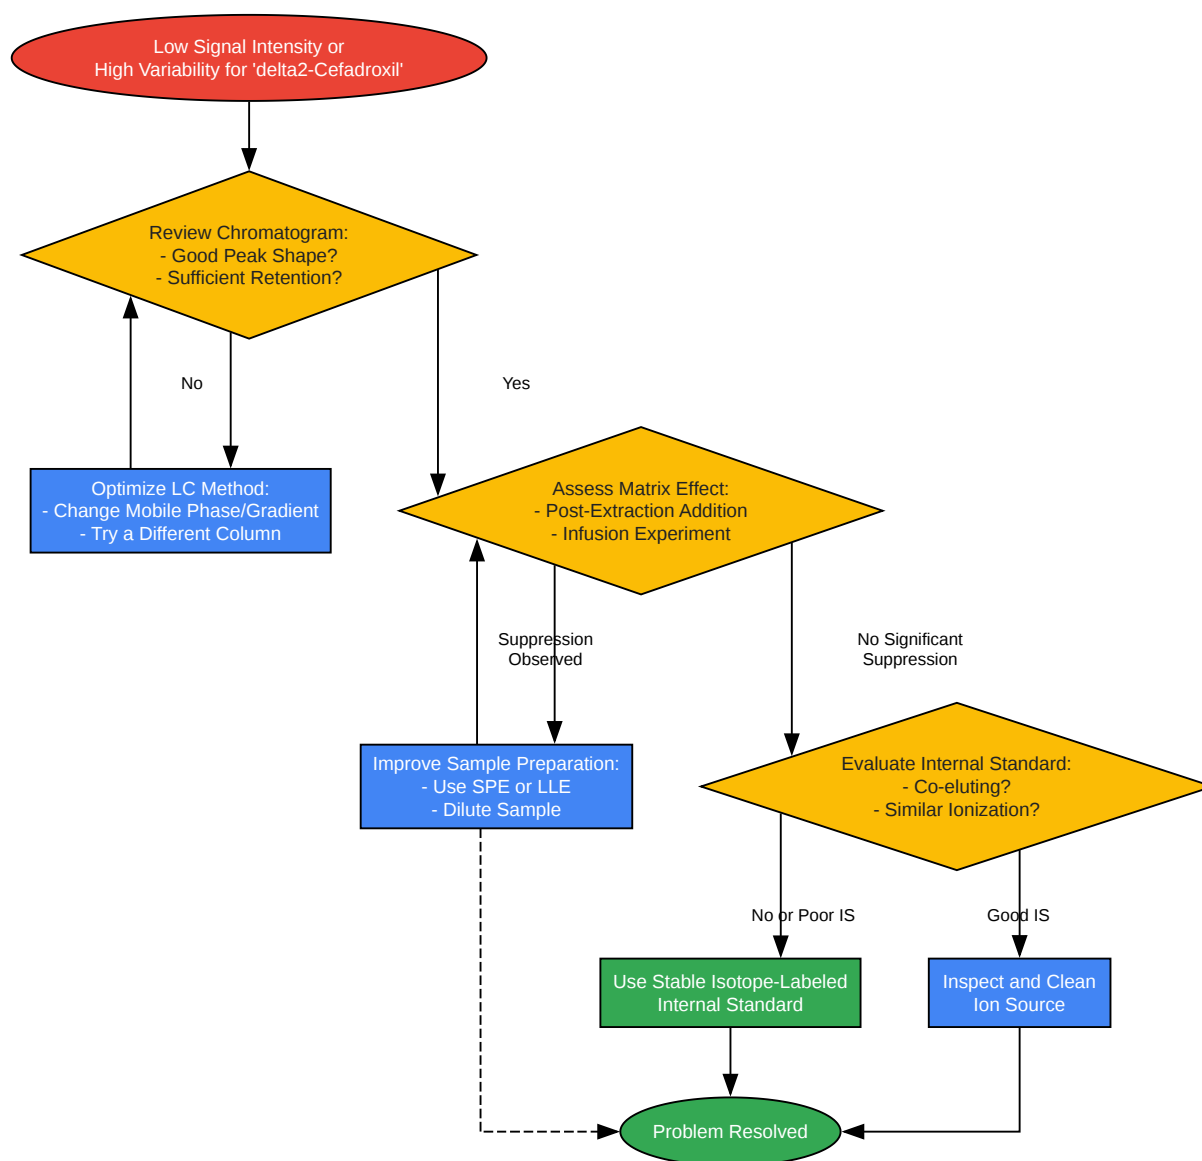 Low Signal Intensity or
High Variability for 'delta2-Cefadroxil'
Review Chromatogram:
- Good Peak Shape?
- Sufficient Retention?
No
Yes
Optimize LC Method:
- Change Mobile Phase/Gradient
- Try a Different Column
Assess Matrix Effect:
- Post-Extraction Addition
- Infusion Experiment
Suppression
Observed
No Significant
Suppression
Improve Sample Preparation:
- Use SPE or LLE
- Dilute Sample
Evaluate Internal Standard:
- Co-eluting?
- Similar Ionization?
No or Poor IS
Good IS
Use Stable Isotope-Labeled
Internal Standard
Inspect and Clean
Ion Source
Problem Resolved